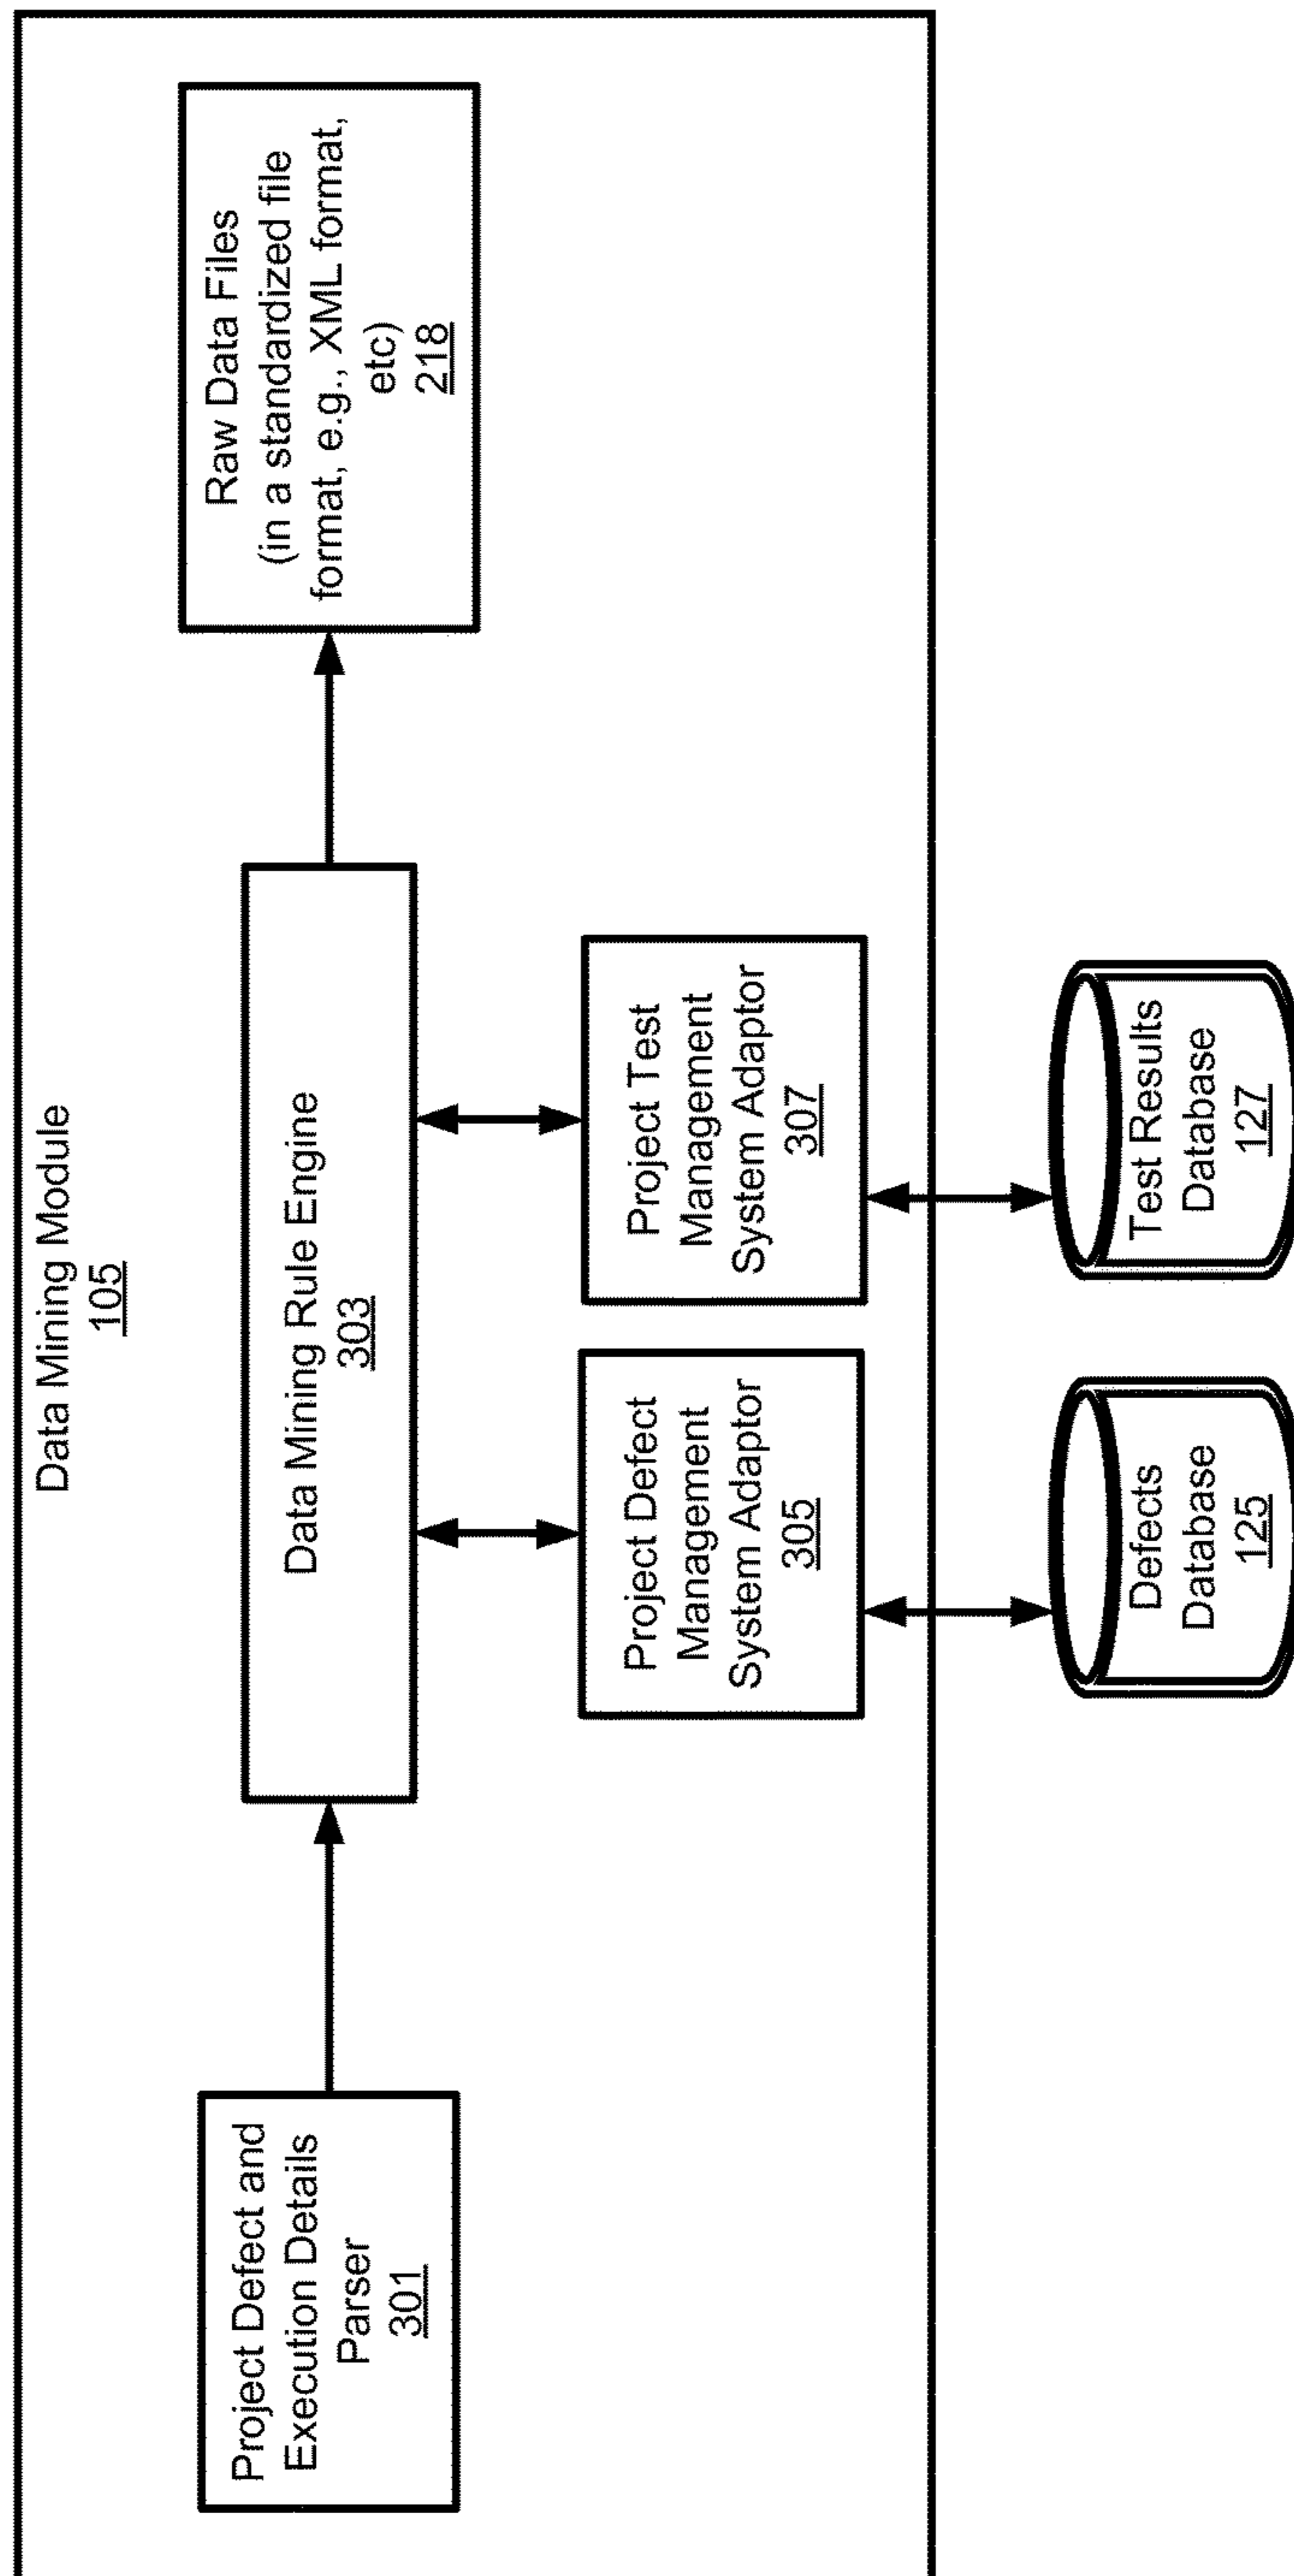 Data Mining Module
105
Project Defect and
Execution Details
Parser
301
Data Mining Rule Engine
303
Raw Data Files
(in a standardized file
format, e.g., XML format,
etc)
218
Project Defect
Management
System Adaptor
305
Project Test
Management
System Adaptor
307
Defects
Database
125
Test Results
Database
127